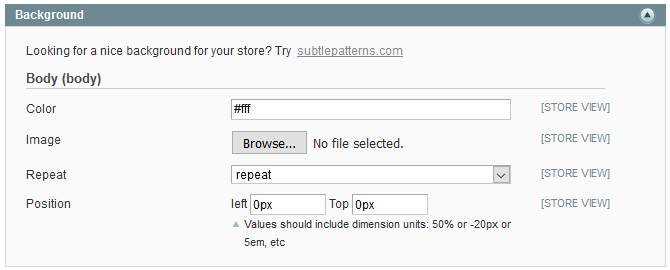 Background
Looking for a nice background for your store? Try subtlepatterns.com
Body (body)
Color #fff [STORE VIEW]
Image Browse... No file selected. [STORE VIEW]
Repeat repeat [STORE VIEW]
Position left 0px Top 0px [STORE VIEW]
Values should include dimension units: 50% or -20px or
5em, etc